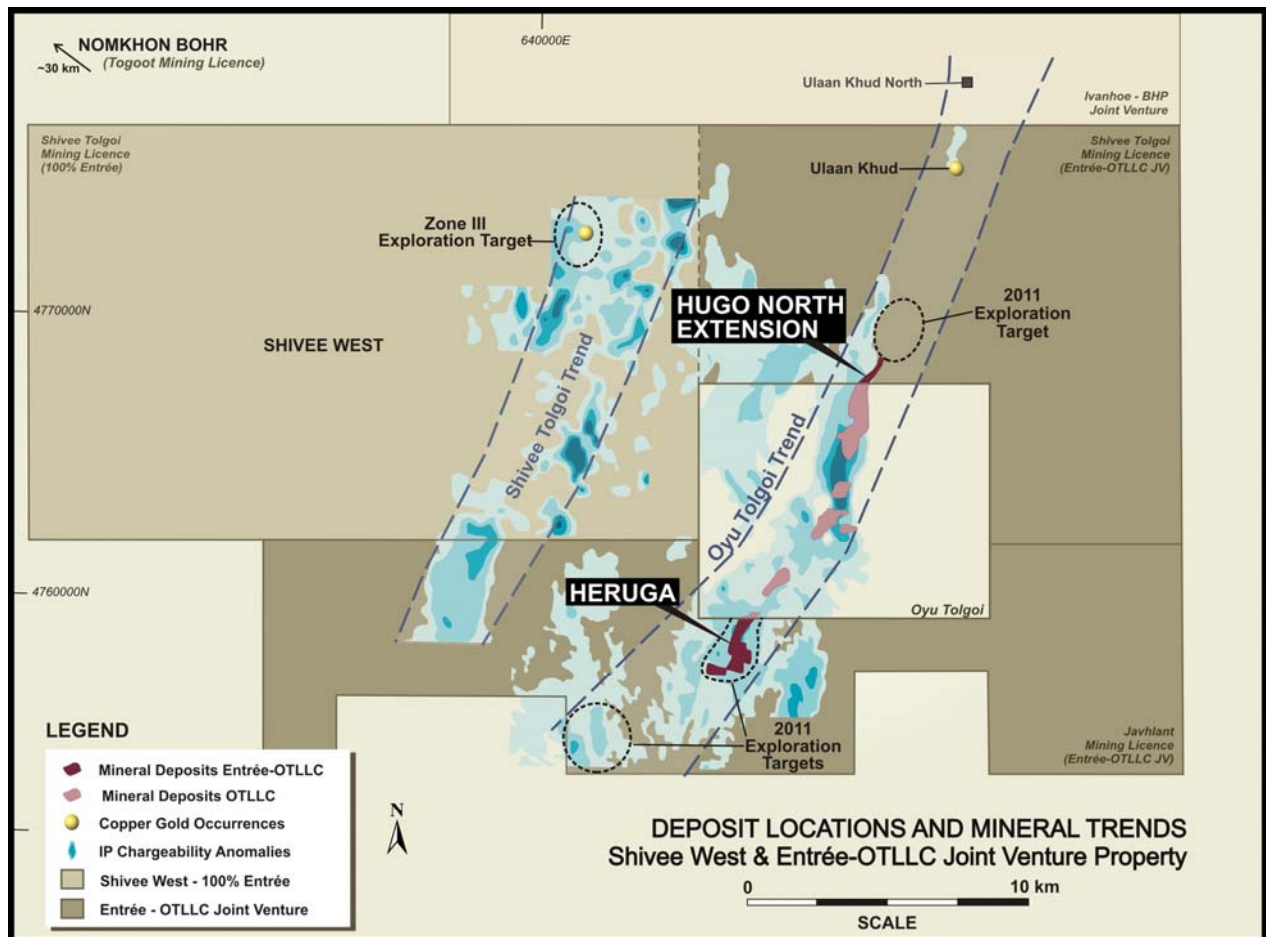 NOMKHON BOHR
(Togoot Mining Licence)
~30 km
640000E
Ulaan Khud North
Ivanhoe - BHP
Joint Venture
Shivee Tolgoi
Mining Licence
(100% Entrée)
Shivee Tolgoi
Mining Licence
(Entrée-OTLLC JV)
Ulaan Khud
Zone III
Exploration Target
4770000N
HUGO NORTH
EXTENSION
2011
Exploration
Target
SHIVEE WEST
Shivee Tolgoi Trend
Oyu Tolgoi Trend
4760000N
HERUGA
Oyu Tolgoi
2011
Exploration
Targets
Javhlant
Mining Licence
(Entrée-OTLLC JV)
LEGEND
Mineral Deposits Entrée-OTLLC
Mineral Deposits OTLLC
Copper Gold Occurrences
IP Chargeability Anomalies
Shivee West - 100% Entrée
Entrée - OTLLC Joint Venture
N
DEPOSIT LOCATIONS AND MINERAL TRENDS
Shivee West & Entrée-OTLLC Joint Venture Property
0 10 km
SCALE